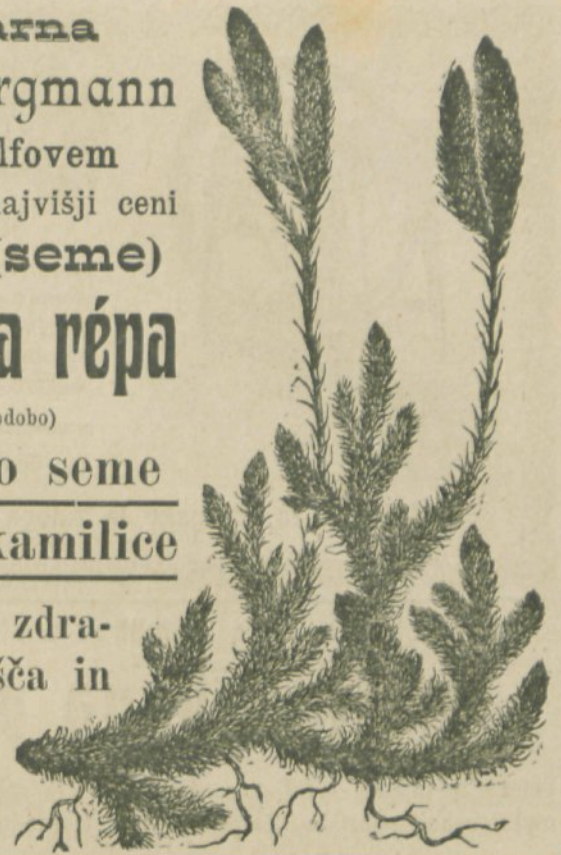 arna
rgmann
lfovem
ajvišji ceni
(seme)
a répa
odobo)
o seme
kamilice
zdra-
šča in